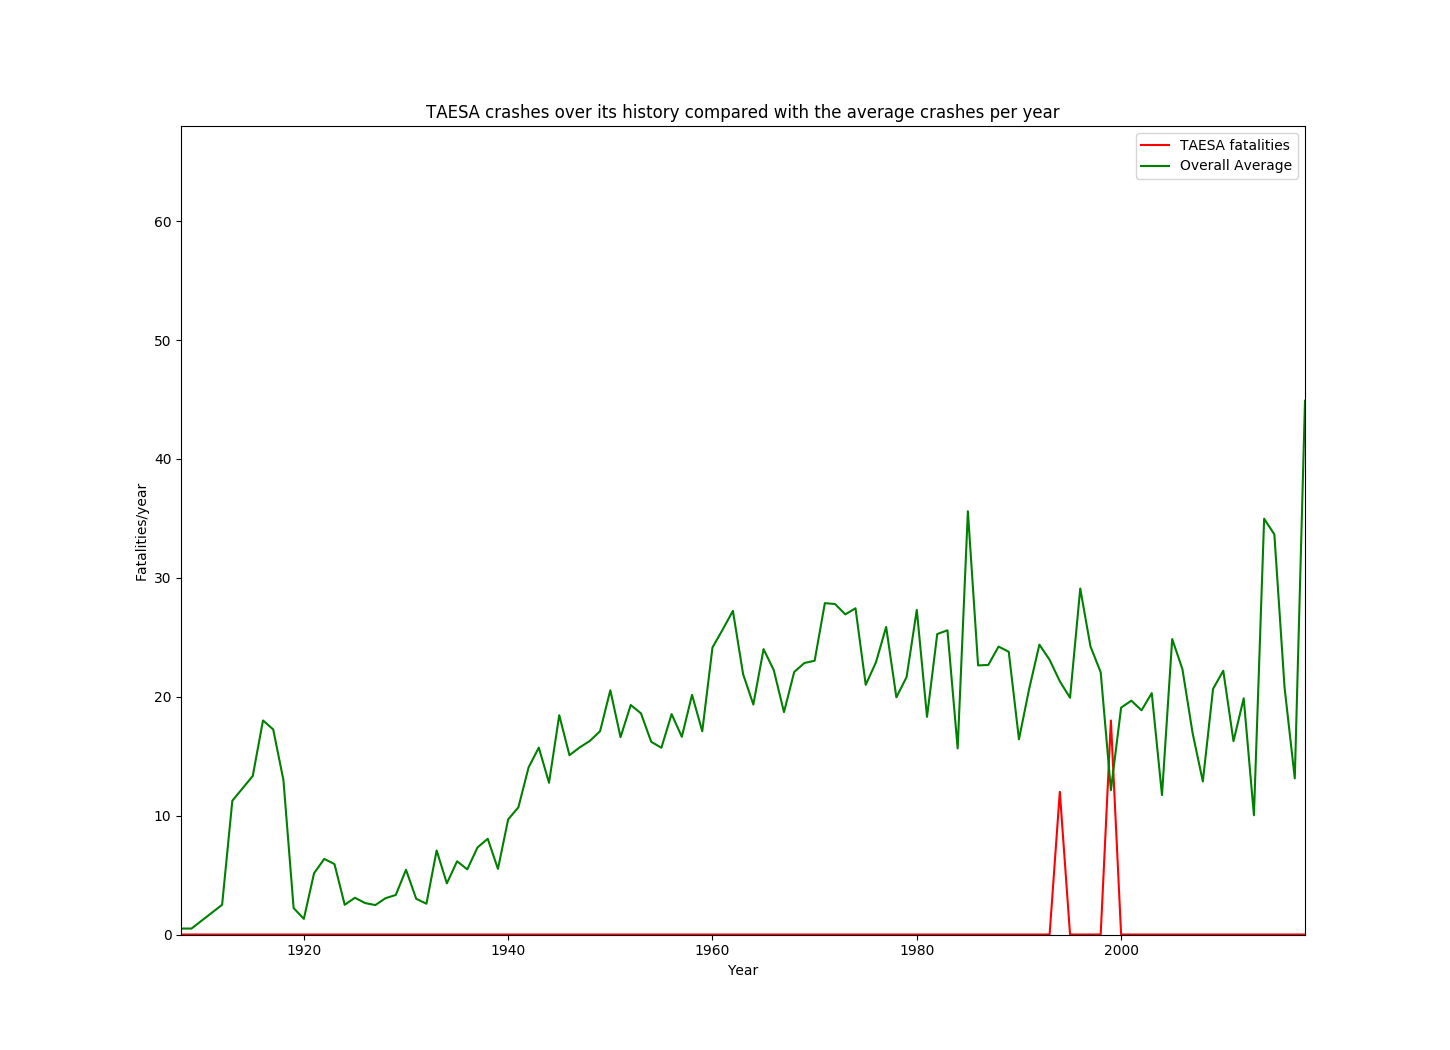 TAESA crashes over its history compared with the average crashes per year
TAESA fatalities
Overall Average
60
50
40
30
20
10
0
Fatalities/year
1920 1940 1960 1980 2000
Year